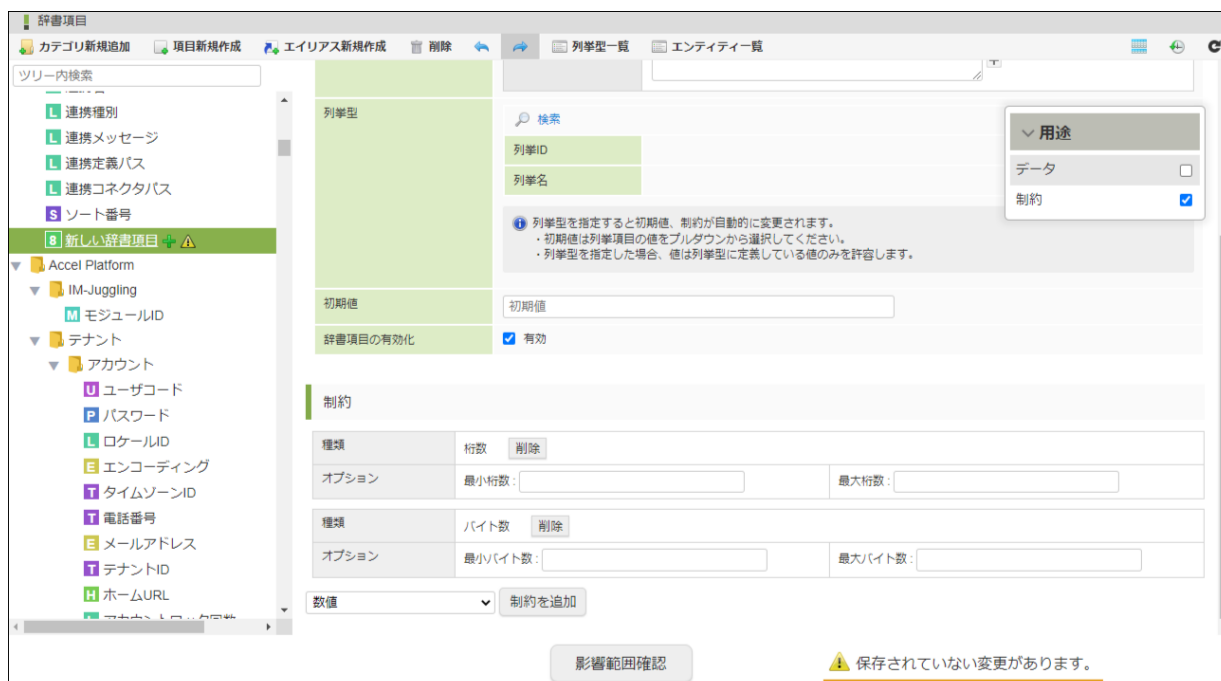 辞書項目
カテゴリ新規追加 項目新規作成 エイリアス新規作成 削除 列挙型一覧 エンティティ一覧
ツリー内検索
L 連携種別
L 連携メッセージ
L 連携定義パス
L 連携コネクタパス
S ソート番号
8 新しい辞書項目
Accel Platform
IM-Juggling
M モジュールID
テナント
アカウント
U ユーザコード
P パスワード
L ロケールID
E エンコーディング
T タイムゾーンID
T 電話番号
E メールアドレス
T テナントID
H ホームURL
L アカウントロック回数
列挙型
検索
列挙ID
列挙名
列挙型を指定すると初期値、制約が自動的に変更されます。
・初期値は列挙項目の値をプルダウンから選択してください。
・列挙型を指定した場合、値は列挙型に定義している値のみを許容します。
初期値 初期値
辞書項目の有効化 有効
用途
データ
制約
制約
種類 桁数 削除
オプション 最小桁数 : 最大桁数 :
種類 バイト数 削除
オプション 最小バイト数 : 最大バイト数 :
数値 制約を追加
影響範囲確認 保存されていない変更があります。